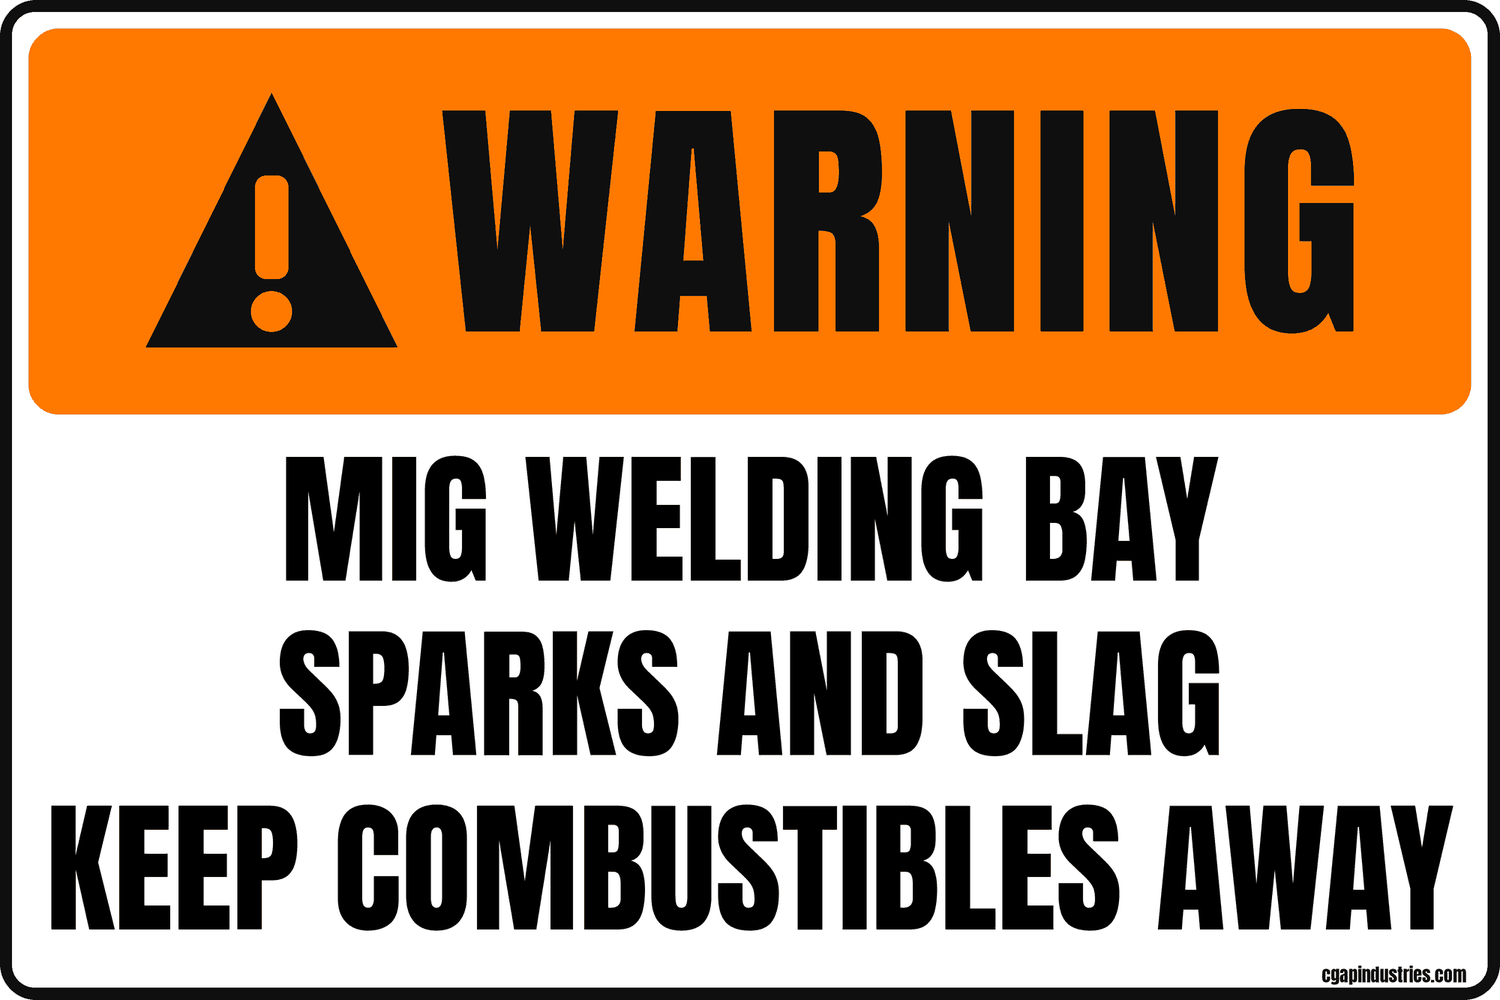 WARNING
MIG WELDING BAY
SPARKS AND SLAG
KEEP COMBUSTIBLES AWAY
cgapindustries.com